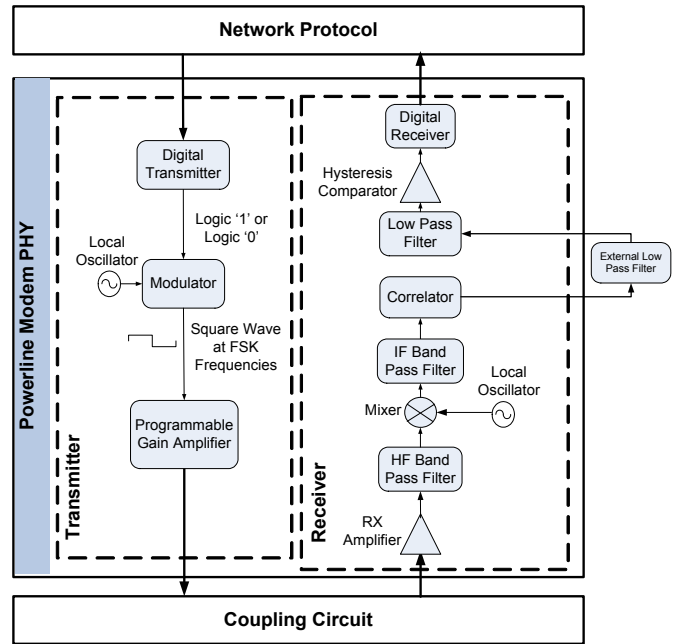 Network Protocol
Powerline Modem PHY
Transmitter
Digital
Transmitter
Logic ‘1’ or
Logic ‘0’
Local
Oscillator
Modulator
Square Wave
at FSK
Frequencies
Programmable
Gain Amplifier
Receiver
Digital
Receiver
Hysteresis
Comparator
Low Pass
Filter
External Low
Pass Filter
Correlator
IF Band
Pass Filter
Local
Oscillator
Mixer
HF Band
Pass Filter
RX
Amplifier
Coupling Circuit